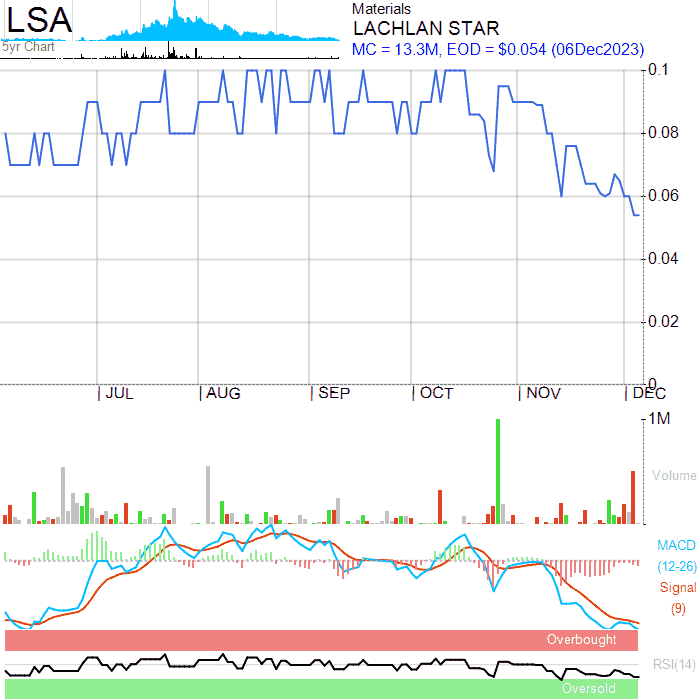 LSA
5yr Chart
Materials
LACHLAN STAR
MC = 13.3M, EOD = $0.054 (06Dec2023)
0.1
0.08
0.06
0.04
0.02
0
JUL AUG SEP OCT NOV DEC
1M
Volume
MACD
(12-26)
Signal
(9)
Overbought
RSI(14)
Oversold